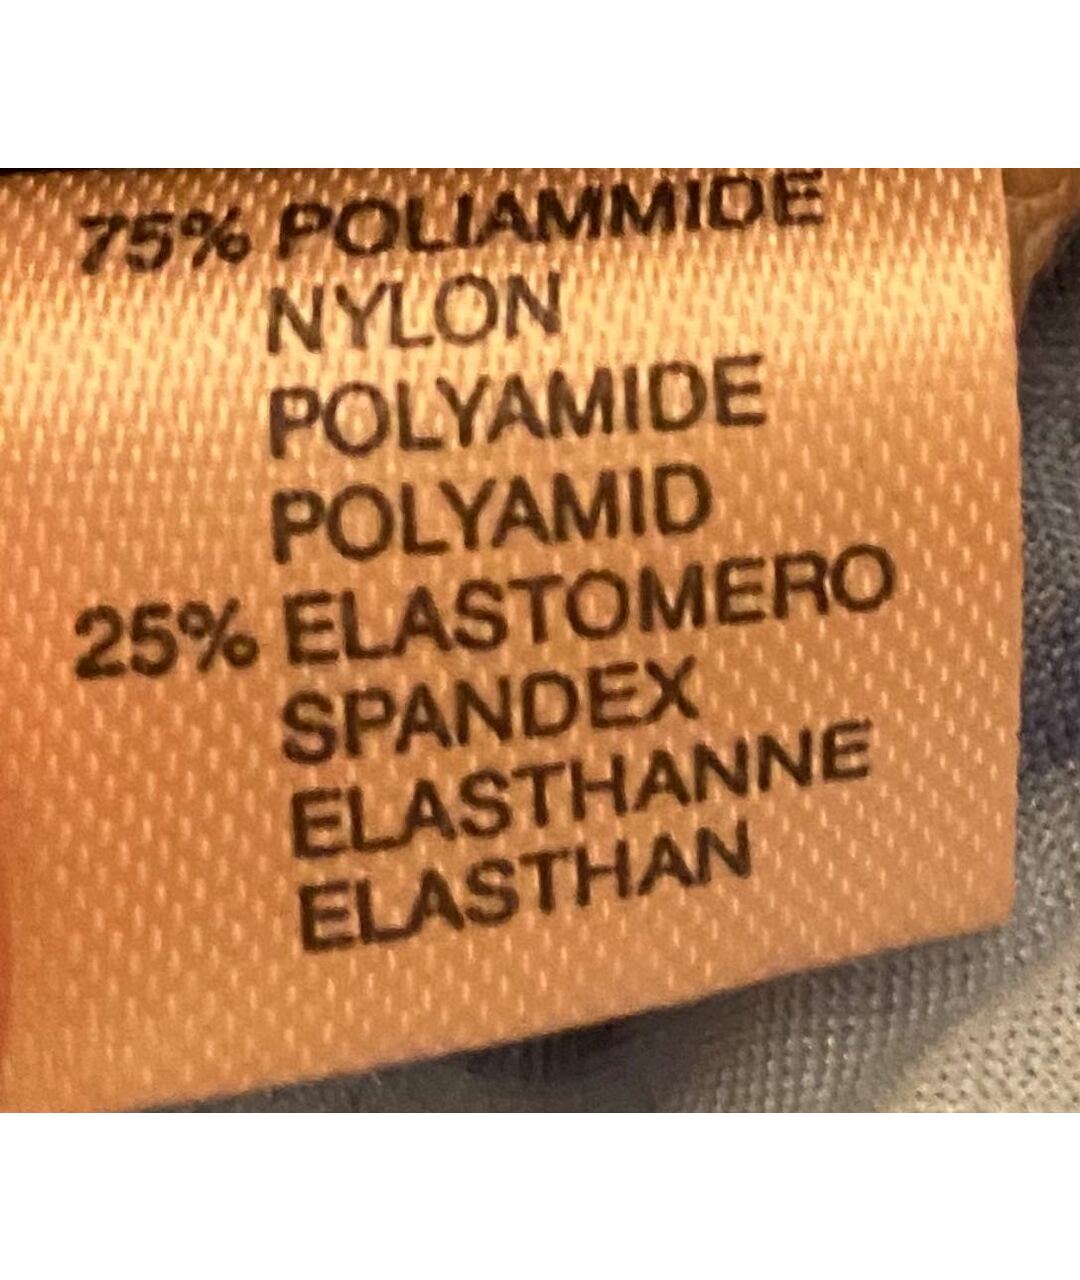 75% POLIAMMIDE
NYLON
POLYAMIDE
POLYAMID
25% ELASTOMERO
SPANDEX
ELASTHANNE
ELASTHAN